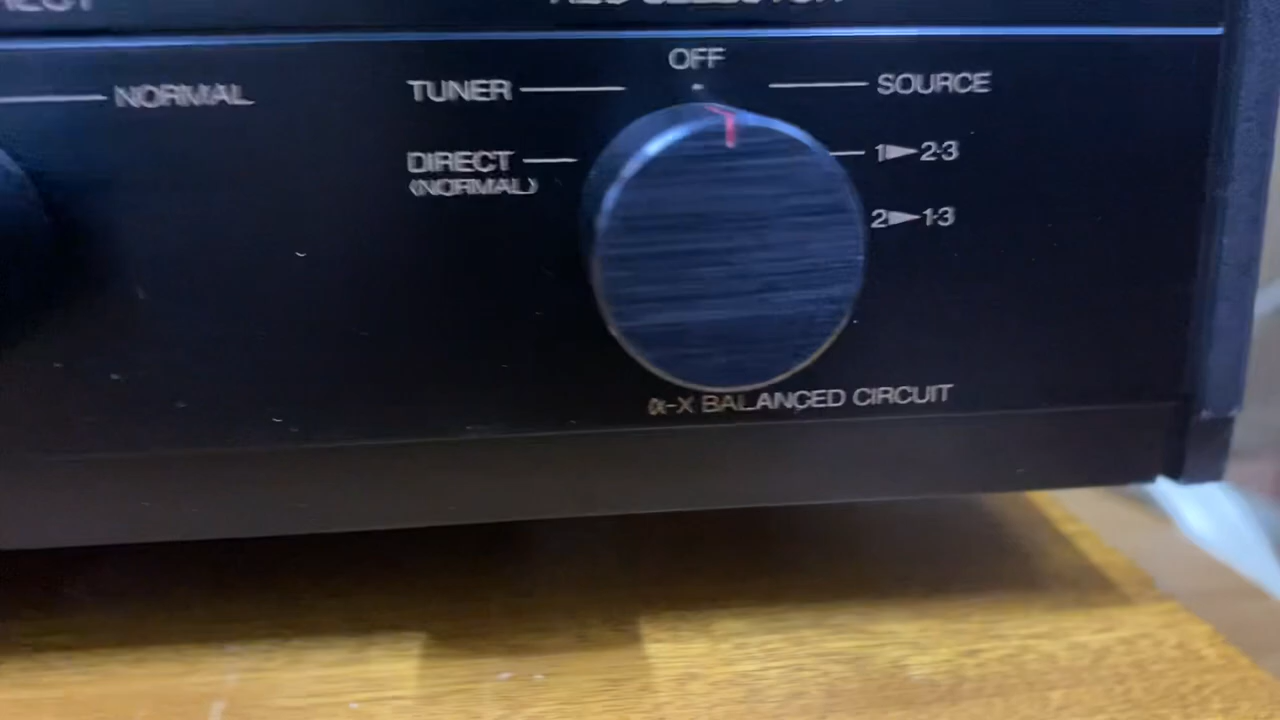 OFF
TUNER
SOURCE
NORMAL
DIRECT
(NORMAL)
1▶2·3
2▶1·3
α-X BALANCED CIRCUIT